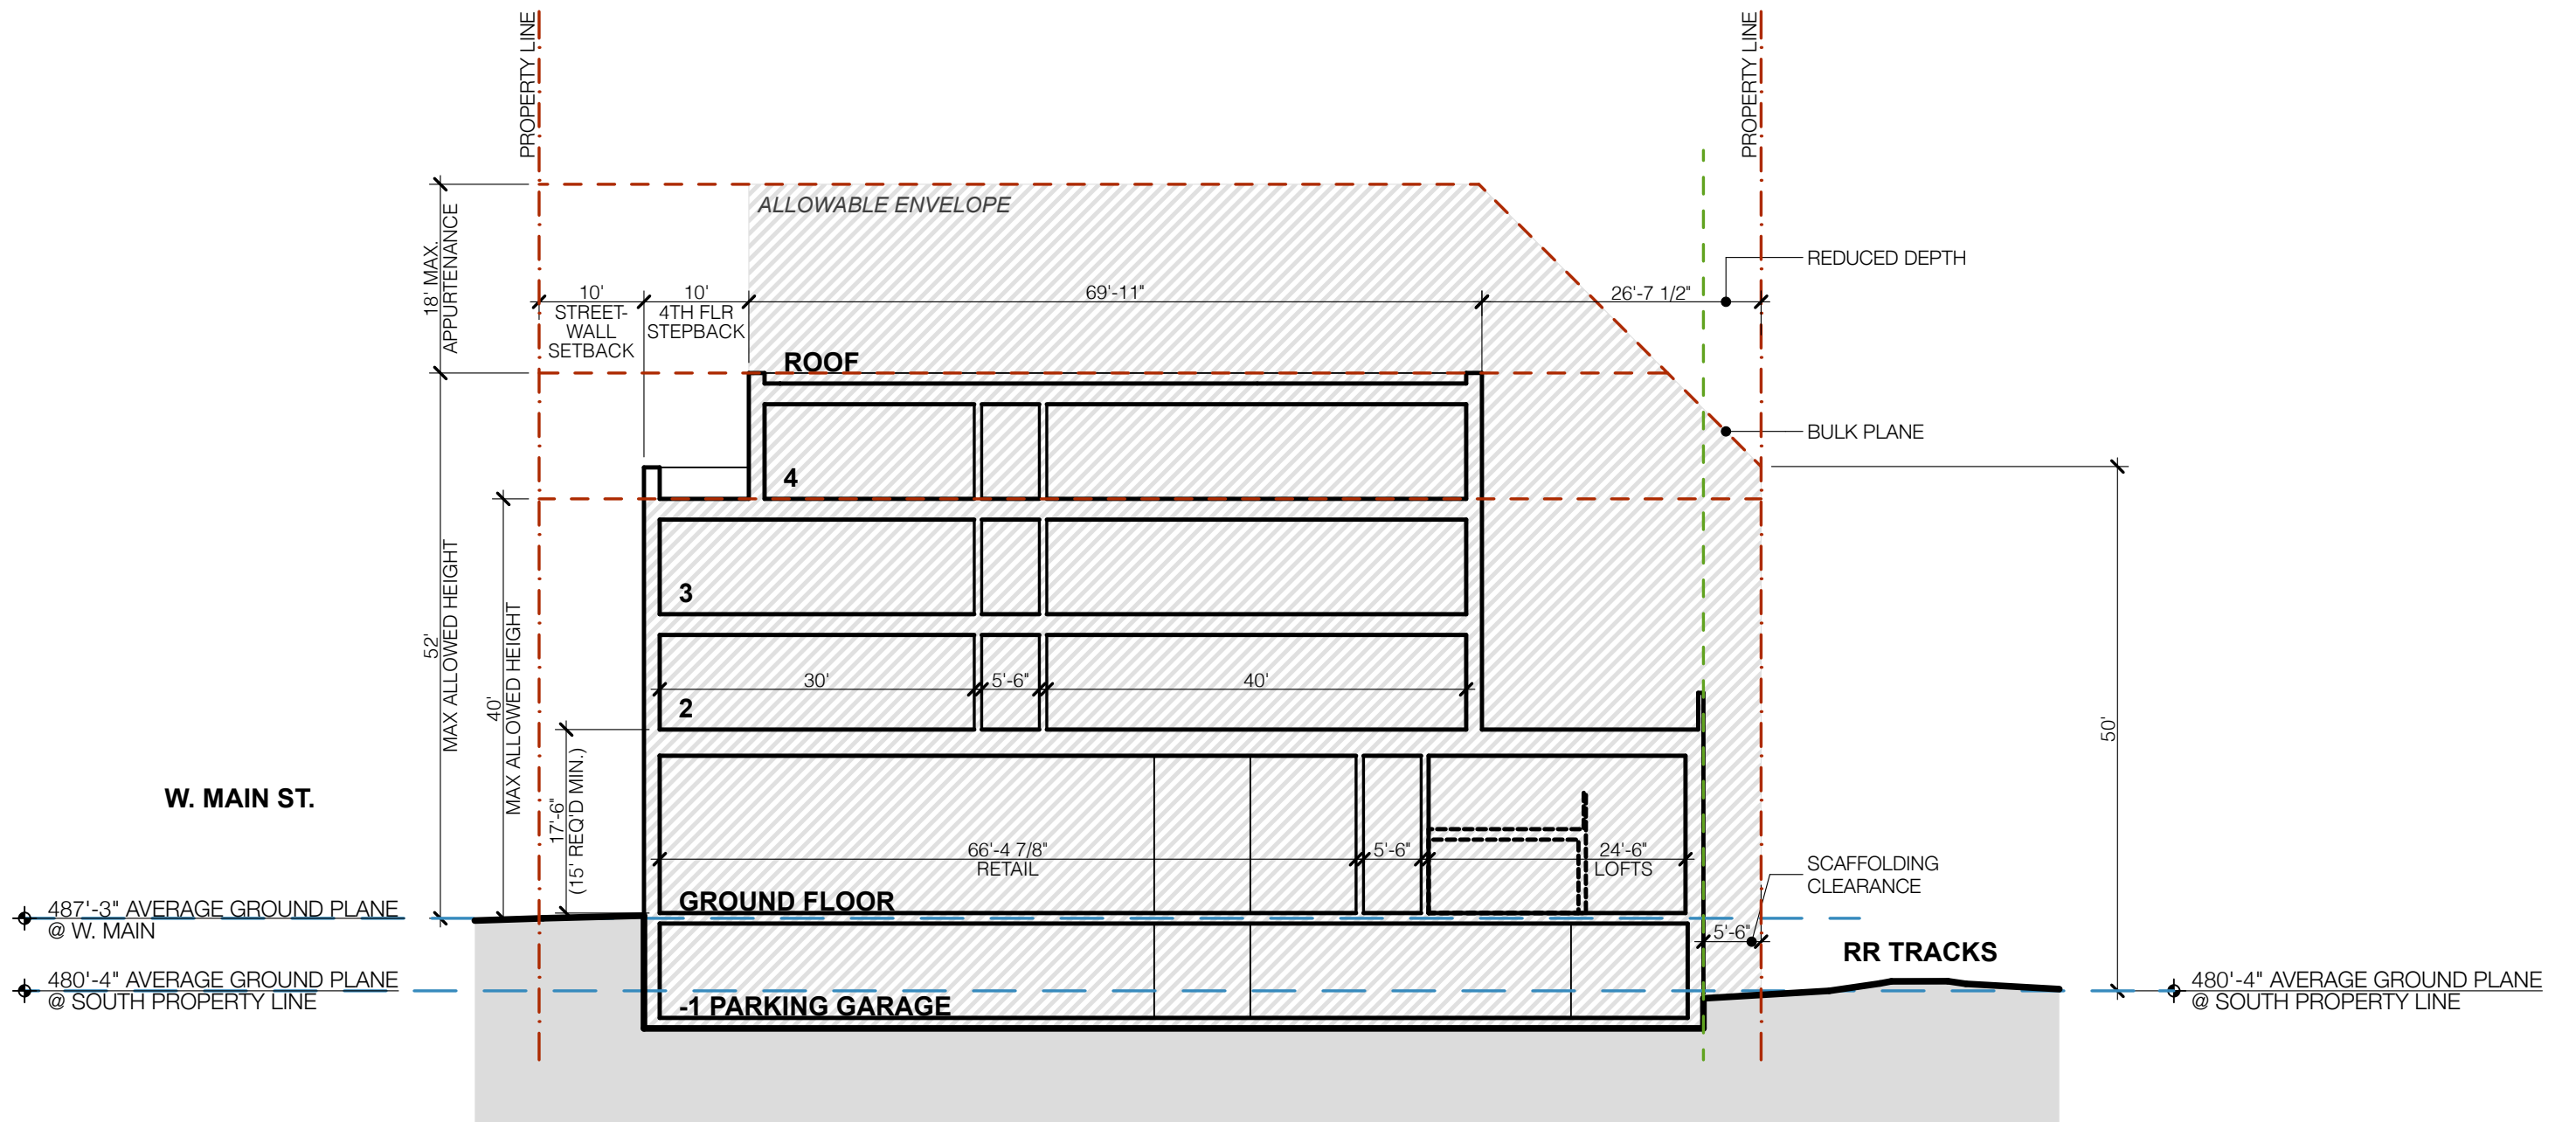 PROPERTY LINE
PROPERTY LINE
ALLOWABLE ENVELOPE
18' MAX.
APPURTENANCE
REDUCED DEPTH
10'
STREET-
WALL
SETBACK
10'
4TH FLR
STEPBACK
69'-11"
26'-7 1/2"
ROOF
BULK PLANE
4
52'
MAX ALLOWED HEIGHT
40'
MAX ALLOWED HEIGHT
3
30'
5'-6"
40'
2
50'
17'-6"
(15' REQ'D MIN.)
W. MAIN ST.
66'-4 7/8"
RETAIL
5'-6"
24'-6"
LOFTS
SCAFFOLDING
CLEARANCE
GROUND FLOOR
487'-3" AVERAGE GROUND PLANE
@ W. MAIN
5'-6"
RR TRACKS
480'-4" AVERAGE GROUND PLANE
@ SOUTH PROPERTY LINE
-1 PARKING GARAGE
480'-4" AVERAGE GROUND PLANE
@ SOUTH PROPERTY LINE